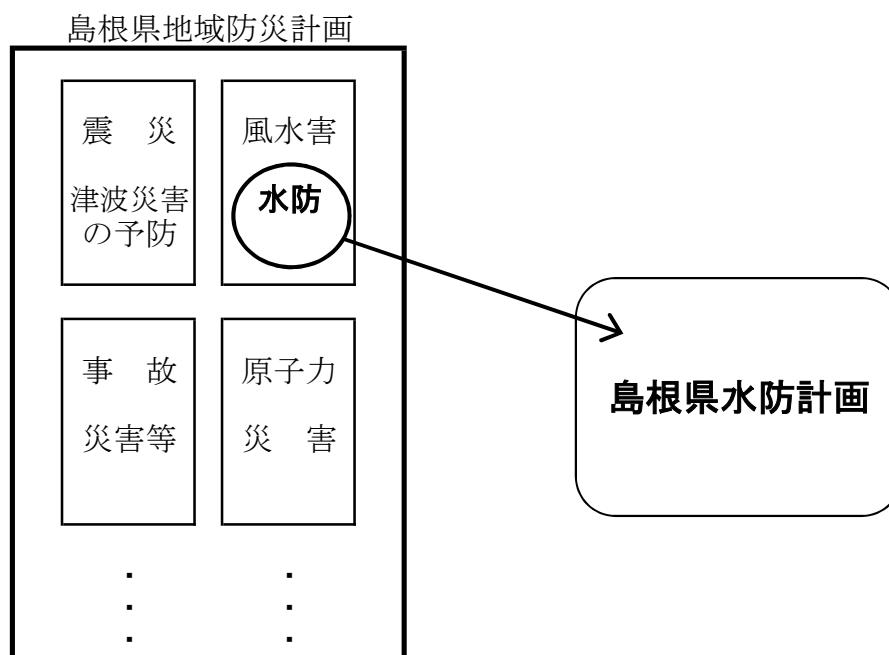 島根県地域防災計画
震　災
津波災害
の予防
風水害
水防
事　故
災害等
原子力
災　害
島根県水防計画